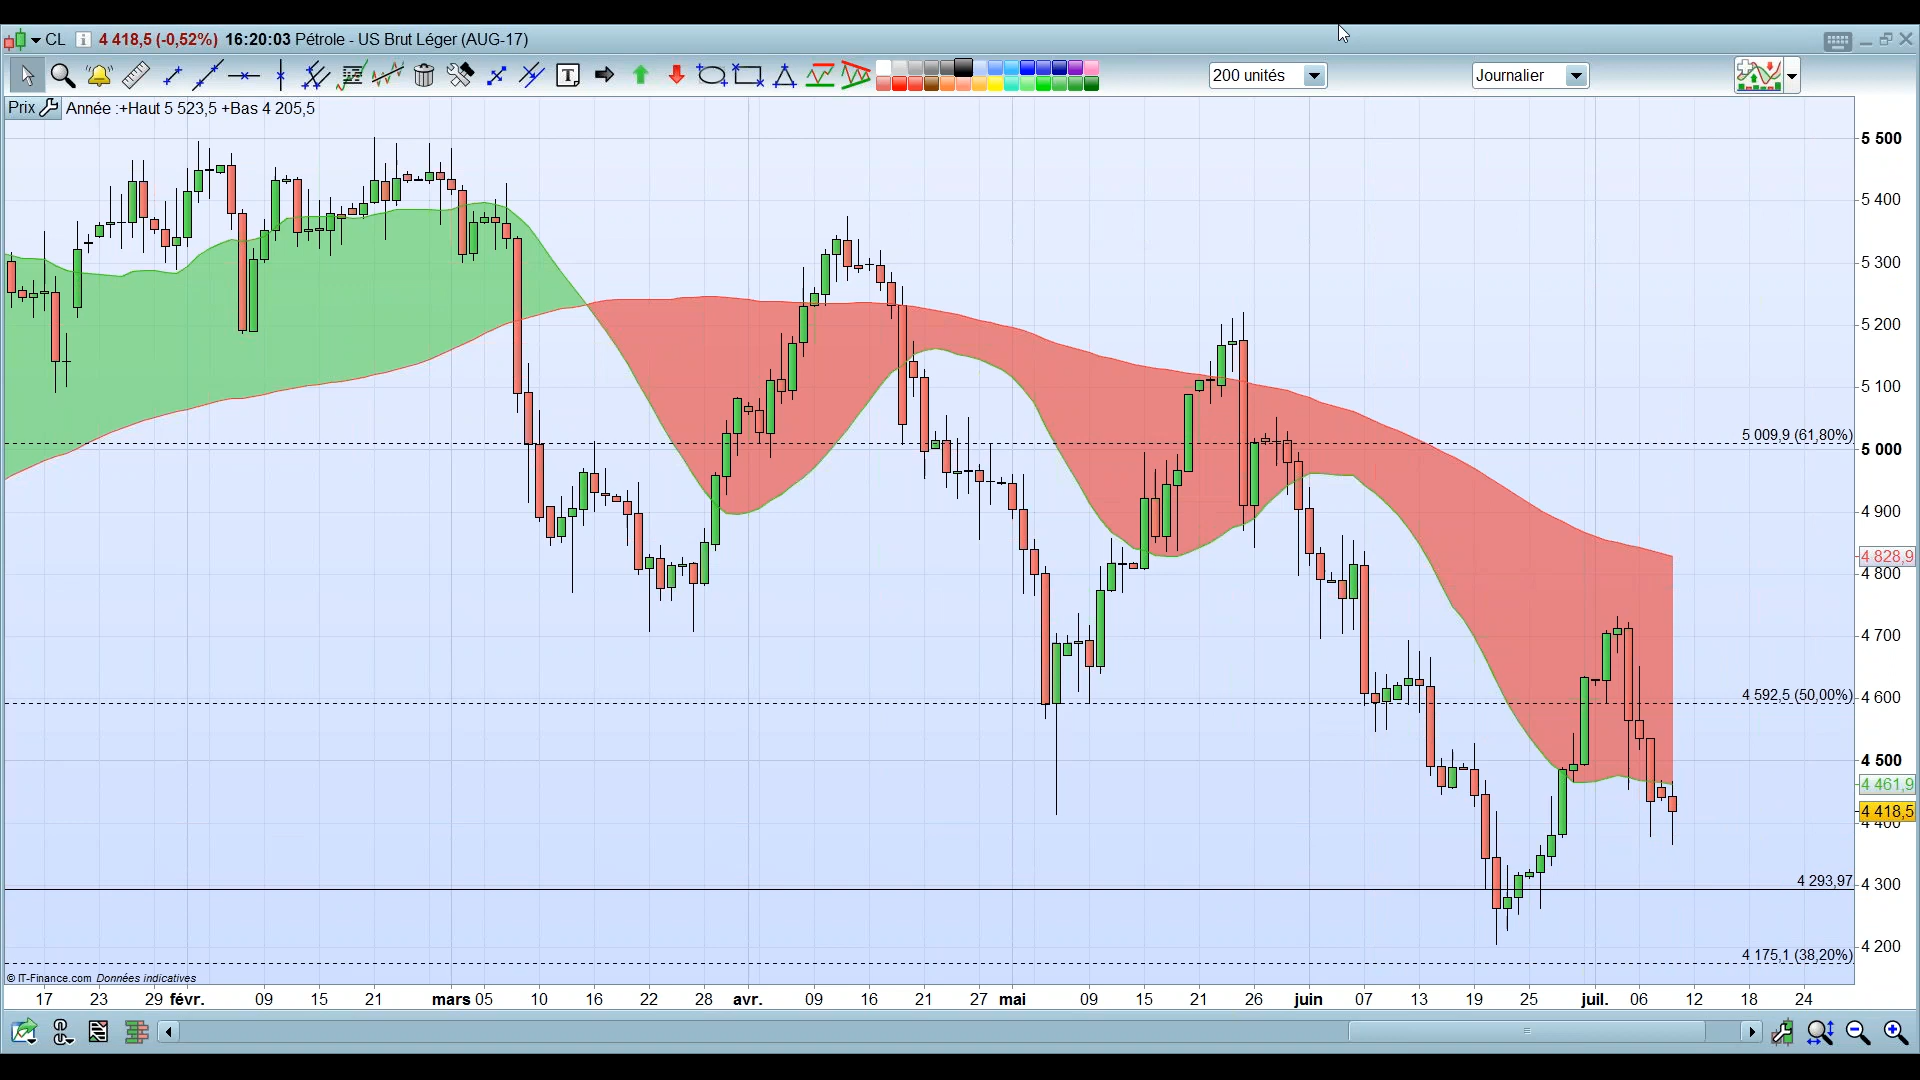 CL 4 418,5 (-0,52%) 16:20:03 Pétrole - US Brut Léger (AUG-17)
200 unités
Journalier
Prix Année :+Haut 5 523,5 +Bas 4 205,5
5 500
5 400
5 300
5 200
5 100
5 009,9 (61,80%)
5 000
4 900
4 828,9
4 800
4 700
4 592,5 (50,00%)
4 600
4 500
4 461,9
4 418,5
4 400
4 293,97
4 300
4 200
4 175,1 (38,20%)
© IT-Finance.com Données indicatives
17 23 29 févr. 09 15 21 mars 05 10 16 22 28 avr. 09 16 21 27 mai 09 15 21 26 juin 07 13 19 25 juil. 06 12 18 24